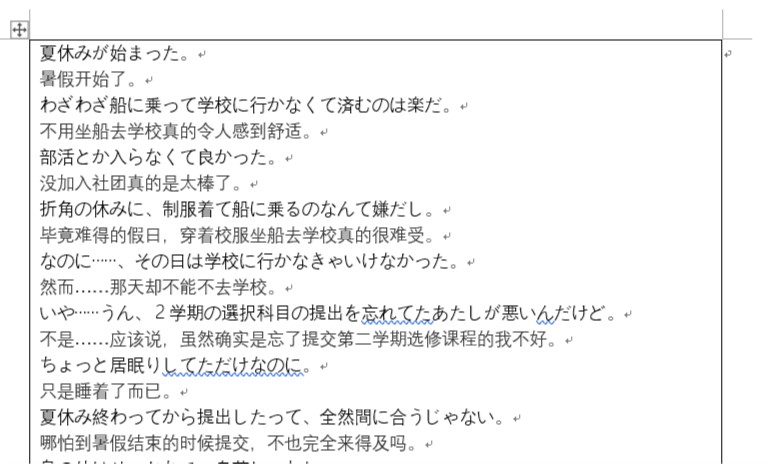 夏休みが始まった。
暑假开始了。
わざわざ船に乗って学校に行かなくて済むのは楽だ。
不用坐船去学校真的令人感到舒适。
部活とか入らなくて良かった。
没加入社团真的是太棒了。
折角の休みに、制服着て船に乗るのなんて嫌だし。
毕竟难得的假日，穿着校服坐船去学校真的很难受。
なのに……、その日は学校に行かなきゃいけなかった。
然而……那天却不能不去学校。
いや……うん、２学期の選択科目の提出を忘れてたあたしが悪いんだけど。
不是……应该说，虽然确实是忘了提交第二学期选修课程的我不好。
ちょっと居眠りしてただけなのに。
只是睡着了而已。
夏休み終わってから提出したって、全然間に合うじゃない。
哪怕到暑假结束的时候提交，不也完全来得及吗。